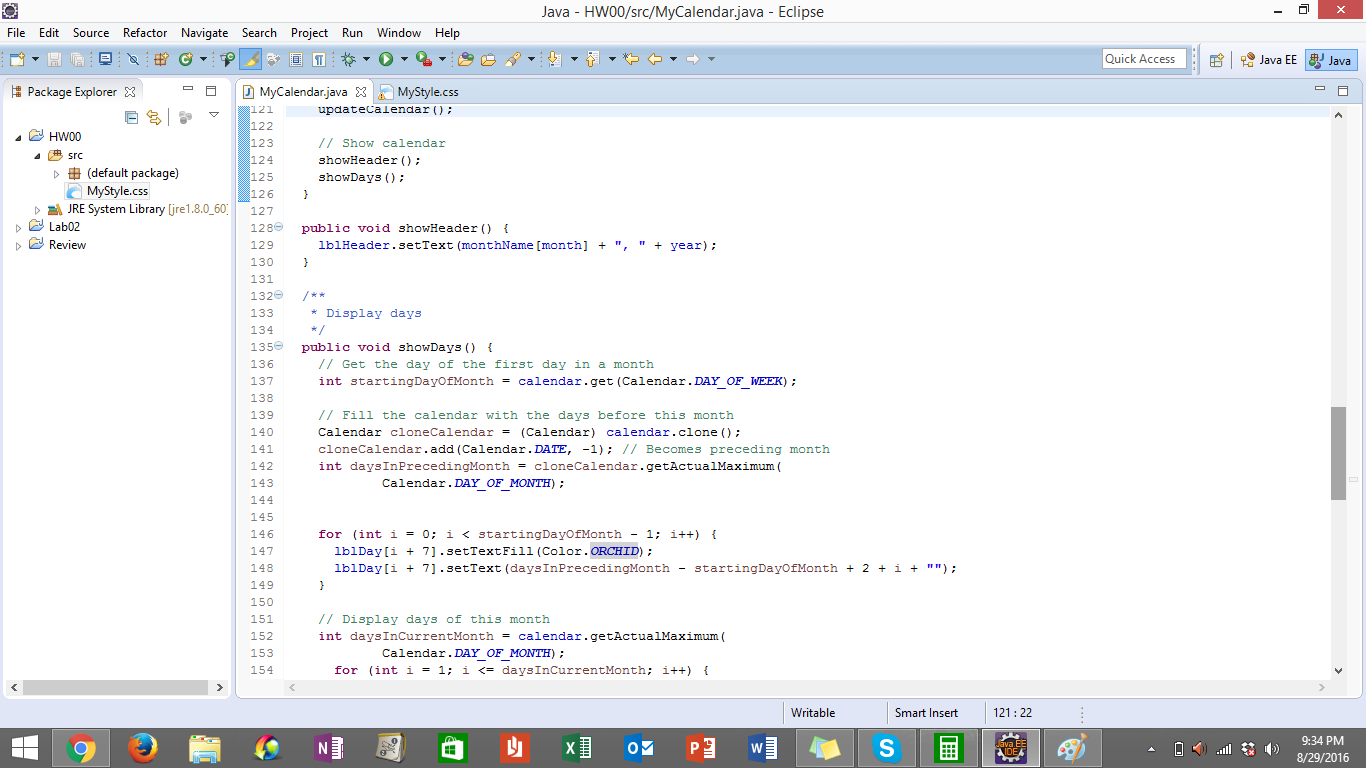 Java - HW00/src/MyCalendar.java - Eclipse
File Edit Source Refactor Navigate Search Project Run Window Help
Quick Access Java EE Java
Package Explorer
HW00
src
(default package)
MyStyle.css
JRE System Library [jre1.8.0_60]
Lab02
Review
MyCalendar.java MyStyle.css
121 updateCalendar();
122
123 // Show calendar
124 showHeader();
125 showDays();
126 }
127
128 public void showHeader() {
129 lblHeader.setText(monthName[month] + ", " + year);
130 }
131
132 /**
133 * Display days
134 */
135 public void showDays() {
136 // Get the day of the first day in a month
137 int startingDayOfMonth = calendar.get(Calendar.DAY_OF_WEEK);
138
139 // Fill the calendar with the days before this month
140 Calendar cloneCalendar = (Calendar) calendar.clone();
141 cloneCalendar.add(Calendar.DATE, -1); // Becomes preceding month
142 int daysInPrecedingMonth = cloneCalendar.getActualMaximum(
143 Calendar.DAY_OF_MONTH);
144
145
146 for (int i = 0; i < startingDayOfMonth - 1; i++) {
147 lblDay[i + 7].setTextFill(Color.ORCHID);
148 lblDay[i + 7].setText(daysInPrecedingMonth - startingDayOfMonth + 2 + i + "");
149 }
150
151 // Display days of this month
152 int daysInCurrentMonth = calendar.getActualMaximum(
153 Calendar.DAY_OF_MONTH);
154 for (int i = 1; i <= daysInCurrentMonth; i++) {
Writable Smart Insert 121 : 22
9:34 PM
8/29/2016